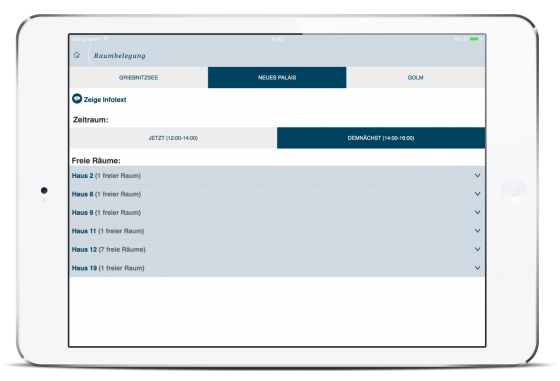 Raumbelegung
GRIEBNITZSEE NEUES PALAIS GOLM
Zeige Infotext
Zeitraum:
JETZT (12:00-14:00) DEMNÄCHST (14:00-16:00)
Freie Räume:
Haus 2 (1 freier Raum)
Haus 8 (1 freier Raum)
Haus 9 (1 freier Raum)
Haus 11 (1 freier Raum)
Haus 12 (7 freie Räume)
Haus 19 (1 freier Raum)